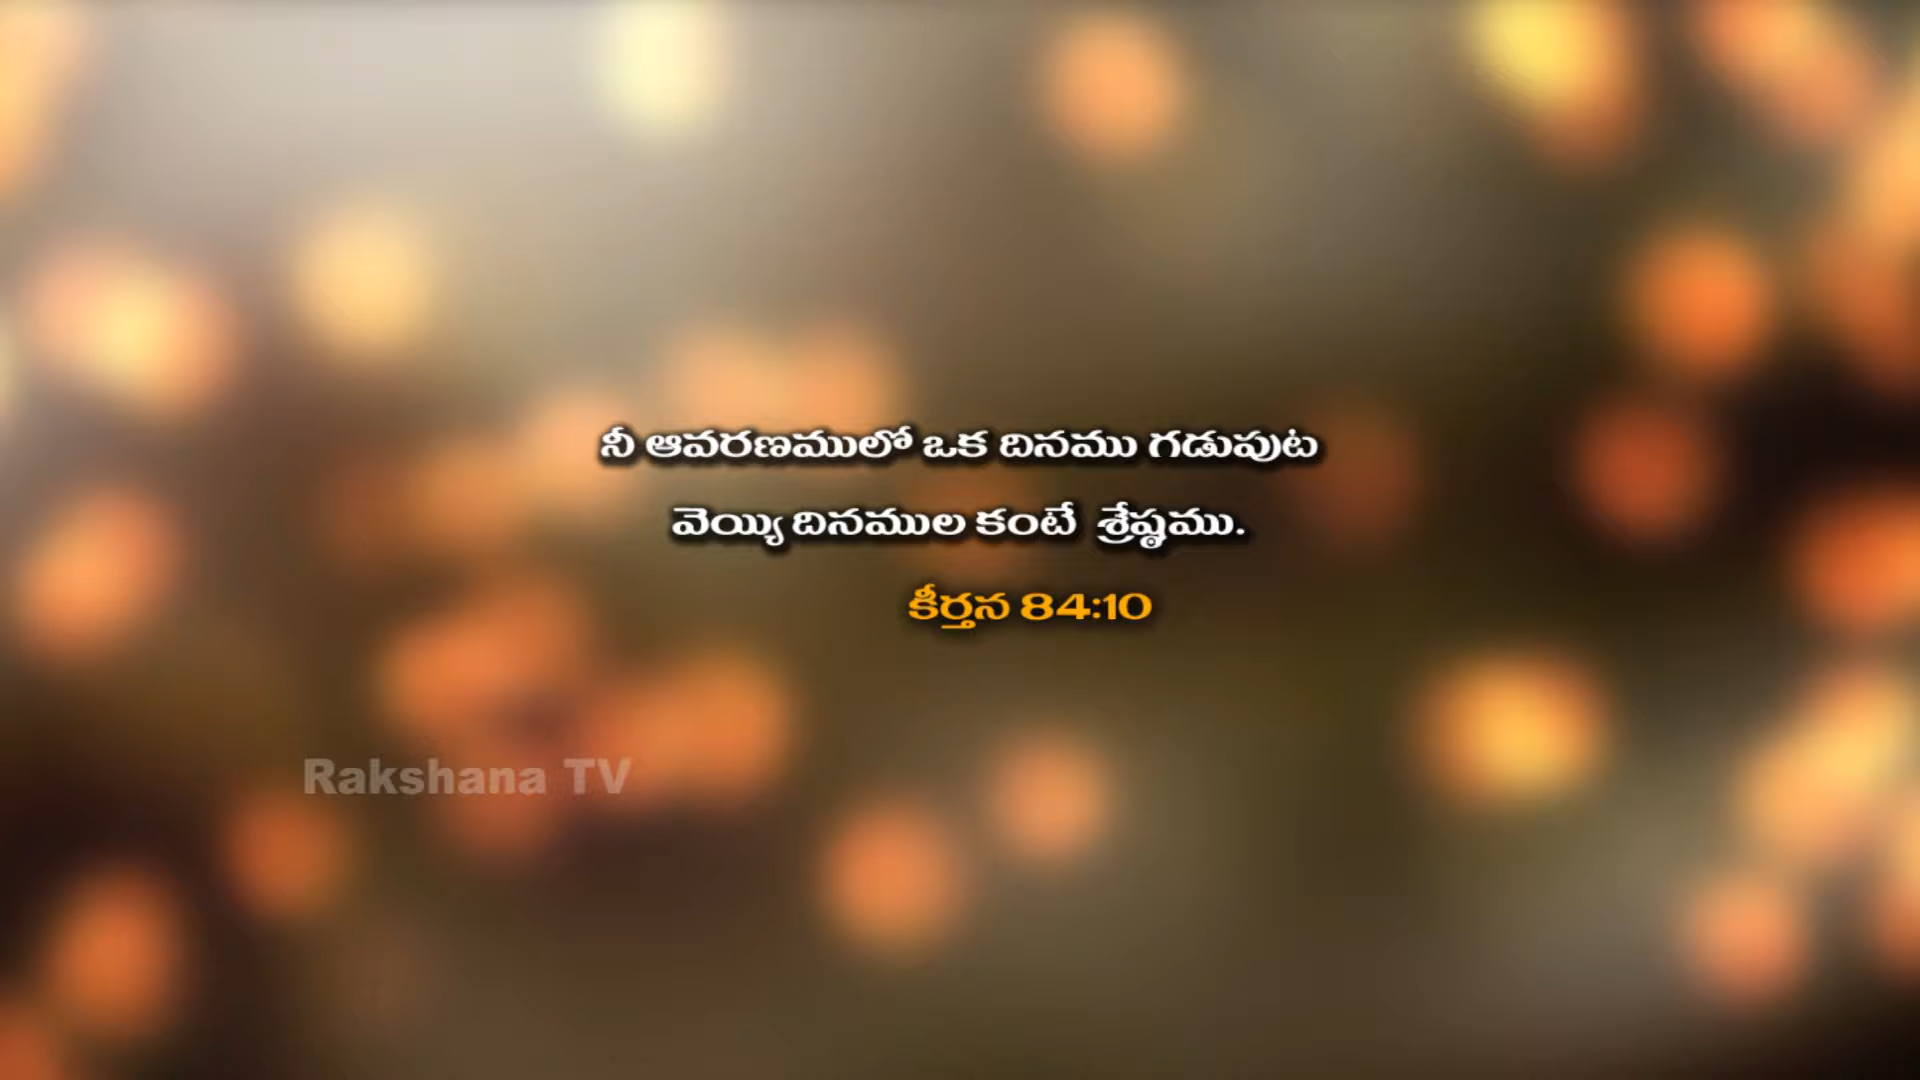 నీ ఆవరణములో ఒక దినము గడుపుట
వెయ్యి దినముల కంటే శ్రేష్ఠము.
కీర్తన 84:10
Rakshana TV